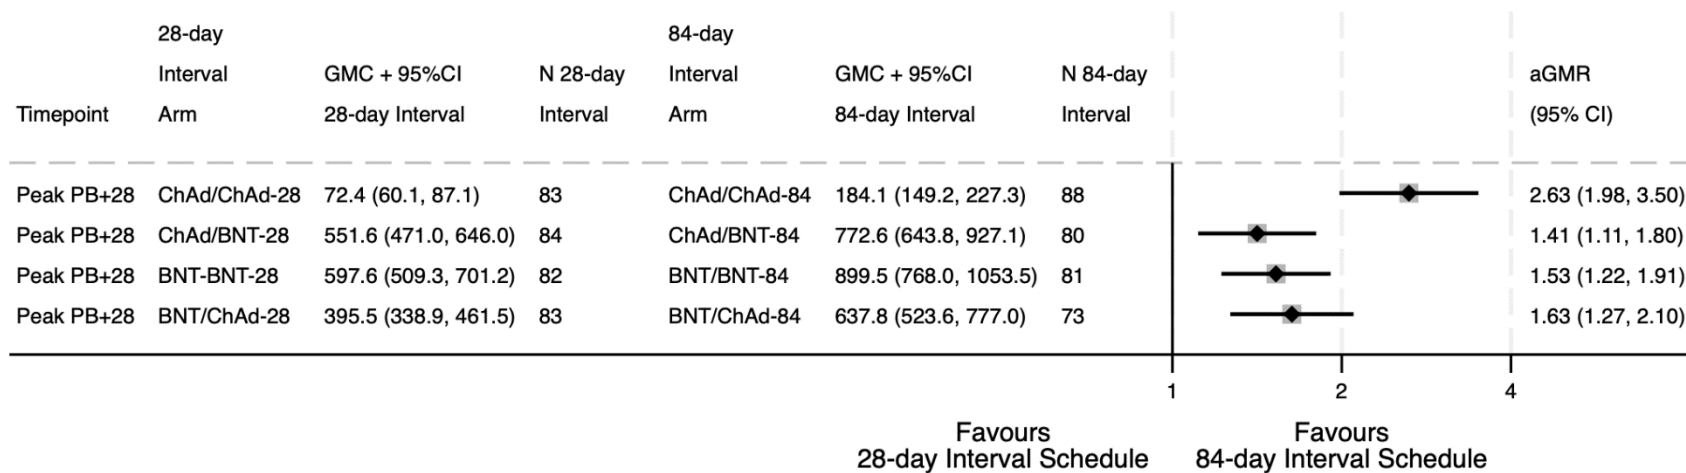 28-day 84-day
Interval GMC + 95%CI N 28-day Interval GMC + 95%CI N 84-day aGMR
Timepoint Arm 28-day Interval Interval Arm 84-day Interval Interval (95% CI)
Peak PB+28 ChAd/ChAd-28 72.4 (60.1, 87.1) 83 ChAd/ChAd-84 184.1 (149.2, 227.3) 88 2.63 (1.98, 3.50)
Peak PB+28 ChAd/BNT-28 551.6 (471.0, 646.0) 84 ChAd/BNT-84 772.6 (643.8, 927.1) 80 1.41 (1.11, 1.80)
Peak PB+28 BNT-BNT-28 597.6 (509.3, 701.2) 82 BNT/BNT-84 899.5 (768.0, 1053.5) 81 1.53 (1.22, 1.91)
Peak PB+28 BNT/ChAd-28 395.5 (338.9, 461.5) 83 BNT/ChAd-84 637.8 (523.6, 777.0) 73 1.63 (1.27, 2.10)
1 2 4
Favours Favours
28-day Interval Schedule 84-day Interval Schedule